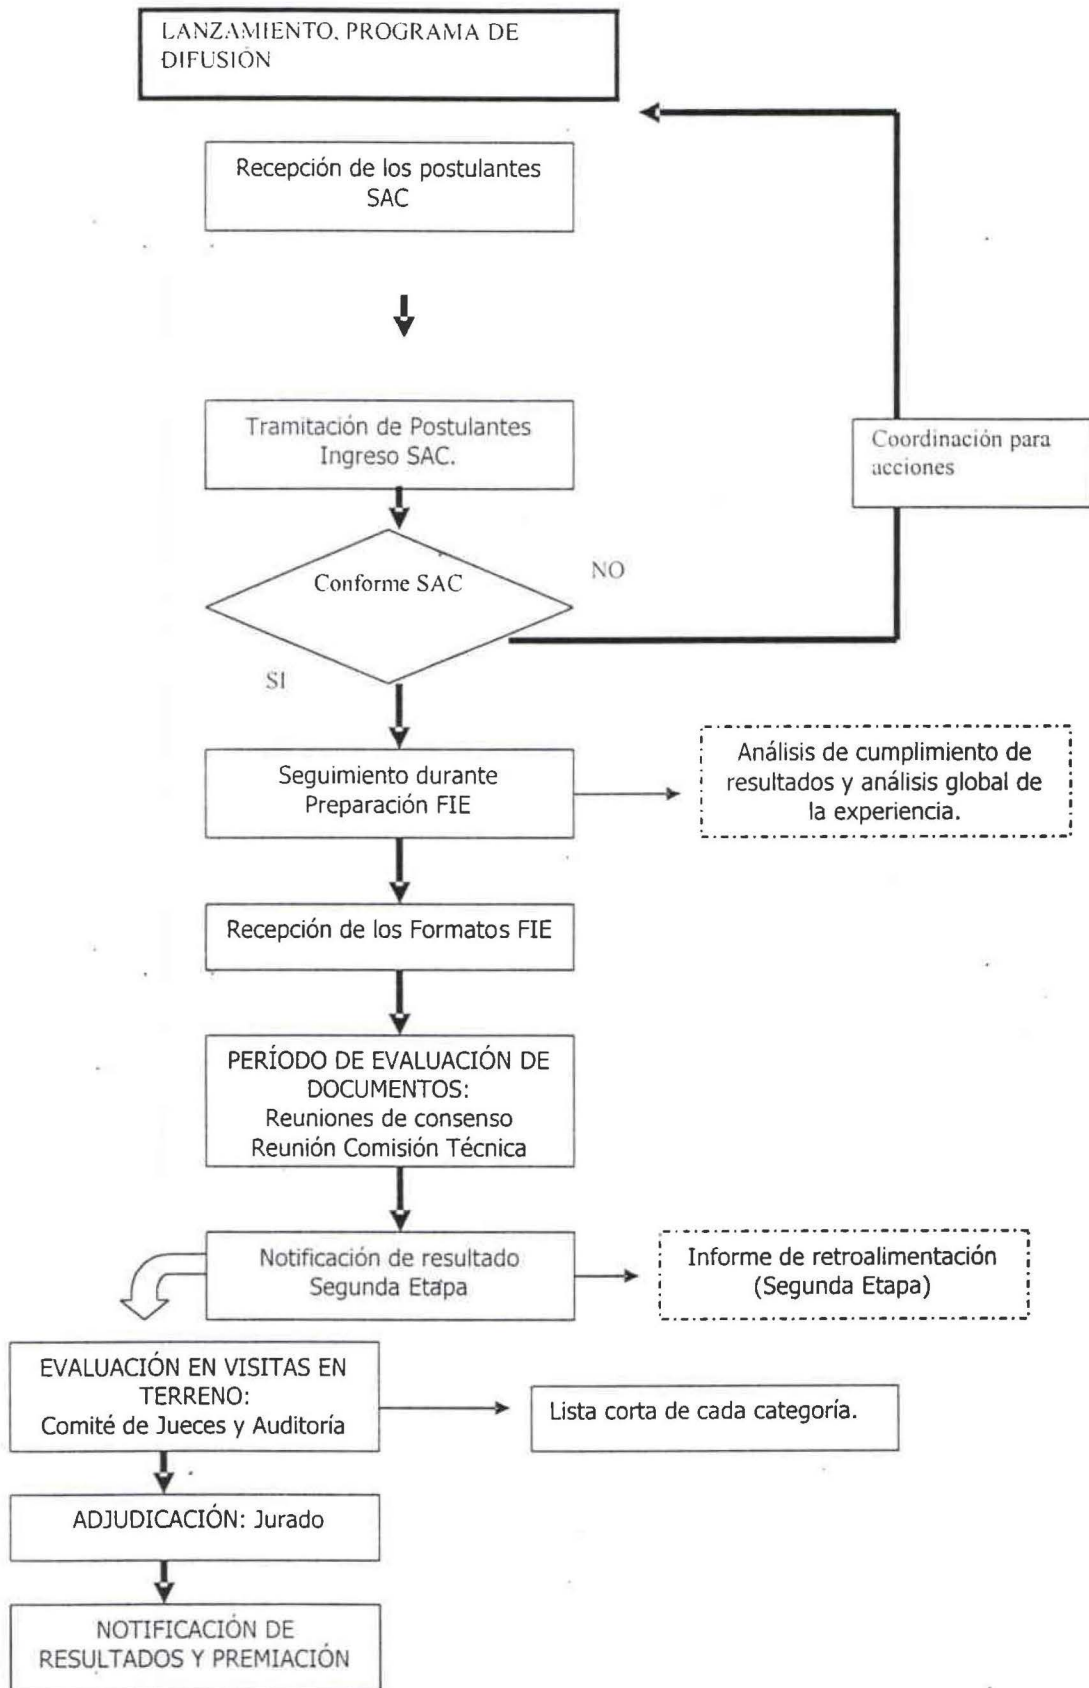 LANZAMIENTO, PROGRAMA DE
DIFUSIÓN
Recepción de los postulantes
SAC
Tramitación de Postulantes
Ingreso SAC.
Coordinación para
acciones
Conforme SAC
NO
SI
Seguimiento durante
Preparación FIE
Análisis de cumplimiento de
resultados y análisis global de
la experiencia.
Recepción de los Formatos FIE
PERÍODO DE EVALUACIÓN DE
DOCUMENTOS:
Reuniones de consenso
Reunión Comisión Técnica
Notificación de resultado
Segunda Etapa
Informe de retroalimentación
(Segunda Etapa)
EVALUACIÓN EN VISITAS EN
TERRENO:
Comité de Jueces y Auditoría
Lista corta de cada categoría.
ADJUDICACIÓN: Jurado
NOTIFICACIÓN DE
RESULTADOS Y PREMIACIÓN